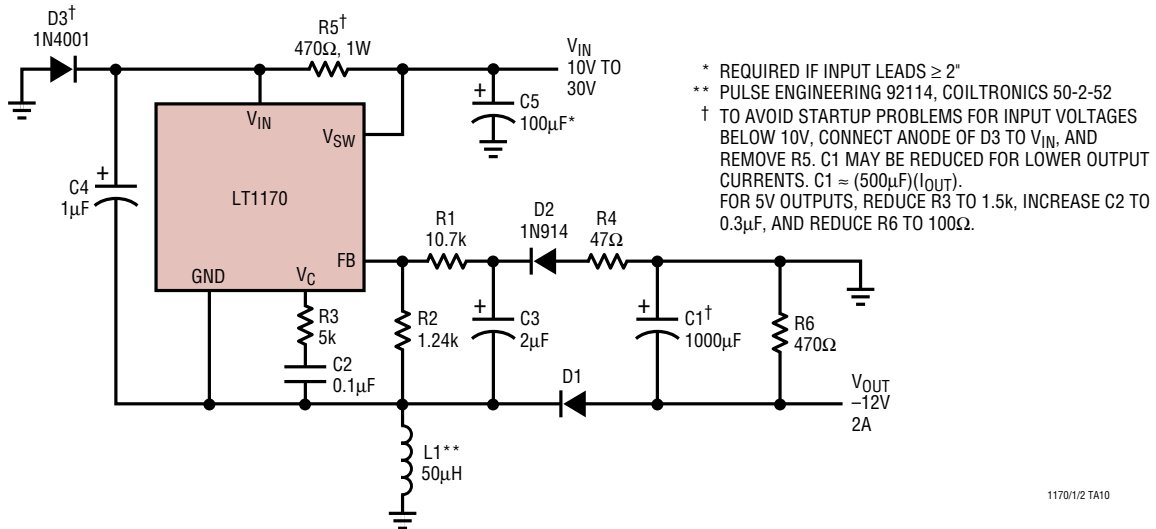 D3†
1N4001
R5†
470Ω, 1W
VIN
10V TO
30V
+
C5
100µF*
VIN
VSW
+
C4
1µF
LT1170
GND
VC
FB
R1
10.7k
D2
1N914
R4
47Ω
R3
5k
C2
0.1µF
R2
1.24k
+
C3
2µF
+
C1†
1000µF
R6
470Ω
D1
VOUT
–12V
2A
L1**
50µH
* REQUIRED IF INPUT LEADS ≥ 2"
** PULSE ENGINEERING 92114, COILTRONICS 50-2-52
† TO AVOID STARTUP PROBLEMS FOR INPUT VOLTAGES
BELOW 10V, CONNECT ANODE OF D3 TO VIN, AND
REMOVE R5. C1 MAY BE REDUCED FOR LOWER OUTPUT
CURRENTS. C1 ≈ (500µF)(IOUT).
FOR 5V OUTPUTS, REDUCE R3 TO 1.5k, INCREASE C2 TO
0.3µF, AND REDUCE R6 TO 100Ω.
1170/1/2 TA10